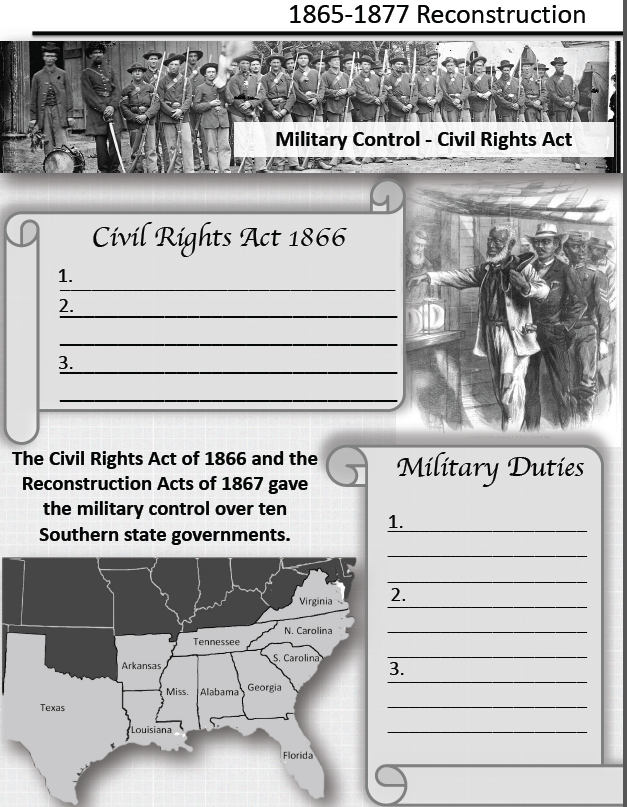 1865-1877 Reconstruction
Military Control - Civil Rights Act
Civil Rights Act 1866
1.
2.
3.
The Civil Rights Act of 1866 and the
Reconstruction Acts of 1867 gave
the military control over ten
Southern state governments.
Military Duties
1.
2.
3.
Virginia
N. Carolina
Tennessee
S. Carolina
Arkansas
Miss.
Alabama
Georgia
Texas
Louisiana
Florida